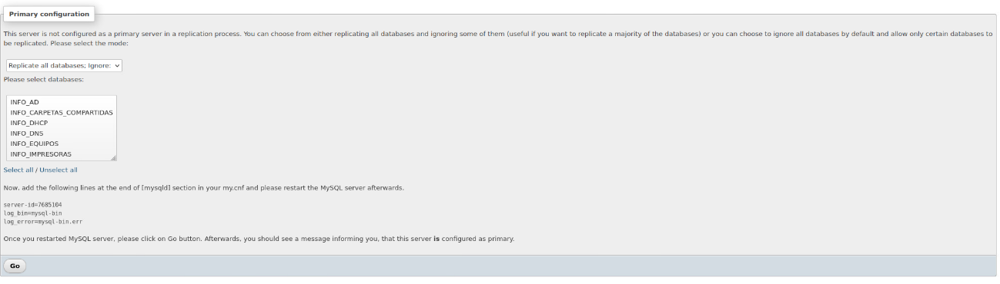 Primary configuration
This server is not configured as a primary server in a replication process. You can choose from either replicating all databases and ignoring some of them (useful if you want to replicate a majority of the databases) or you can choose to ignore all databases by default and allow only certain databases to
be replicated. Please select the mode:
Replicate all databases; Ignore:
Please select databases:
INFO_AD
INFO_CARPETAS_COMPARTIDAS
INFO_DHCP
INFO_DNS
INFO_EQUIPOS
INFO_IMPRESORAS
Select all / Unselect all
Now, add the following lines at the end of [mysqld] section in your my.cnf and please restart the MySQL server afterwards.
server-id=7685104
log_bin=mysql-bin
log_error=mysql-bin.err
Once you restarted MySQL server, please click on Go button. Afterwards, you should see a message informing you, that this server is configured as primary.
Go